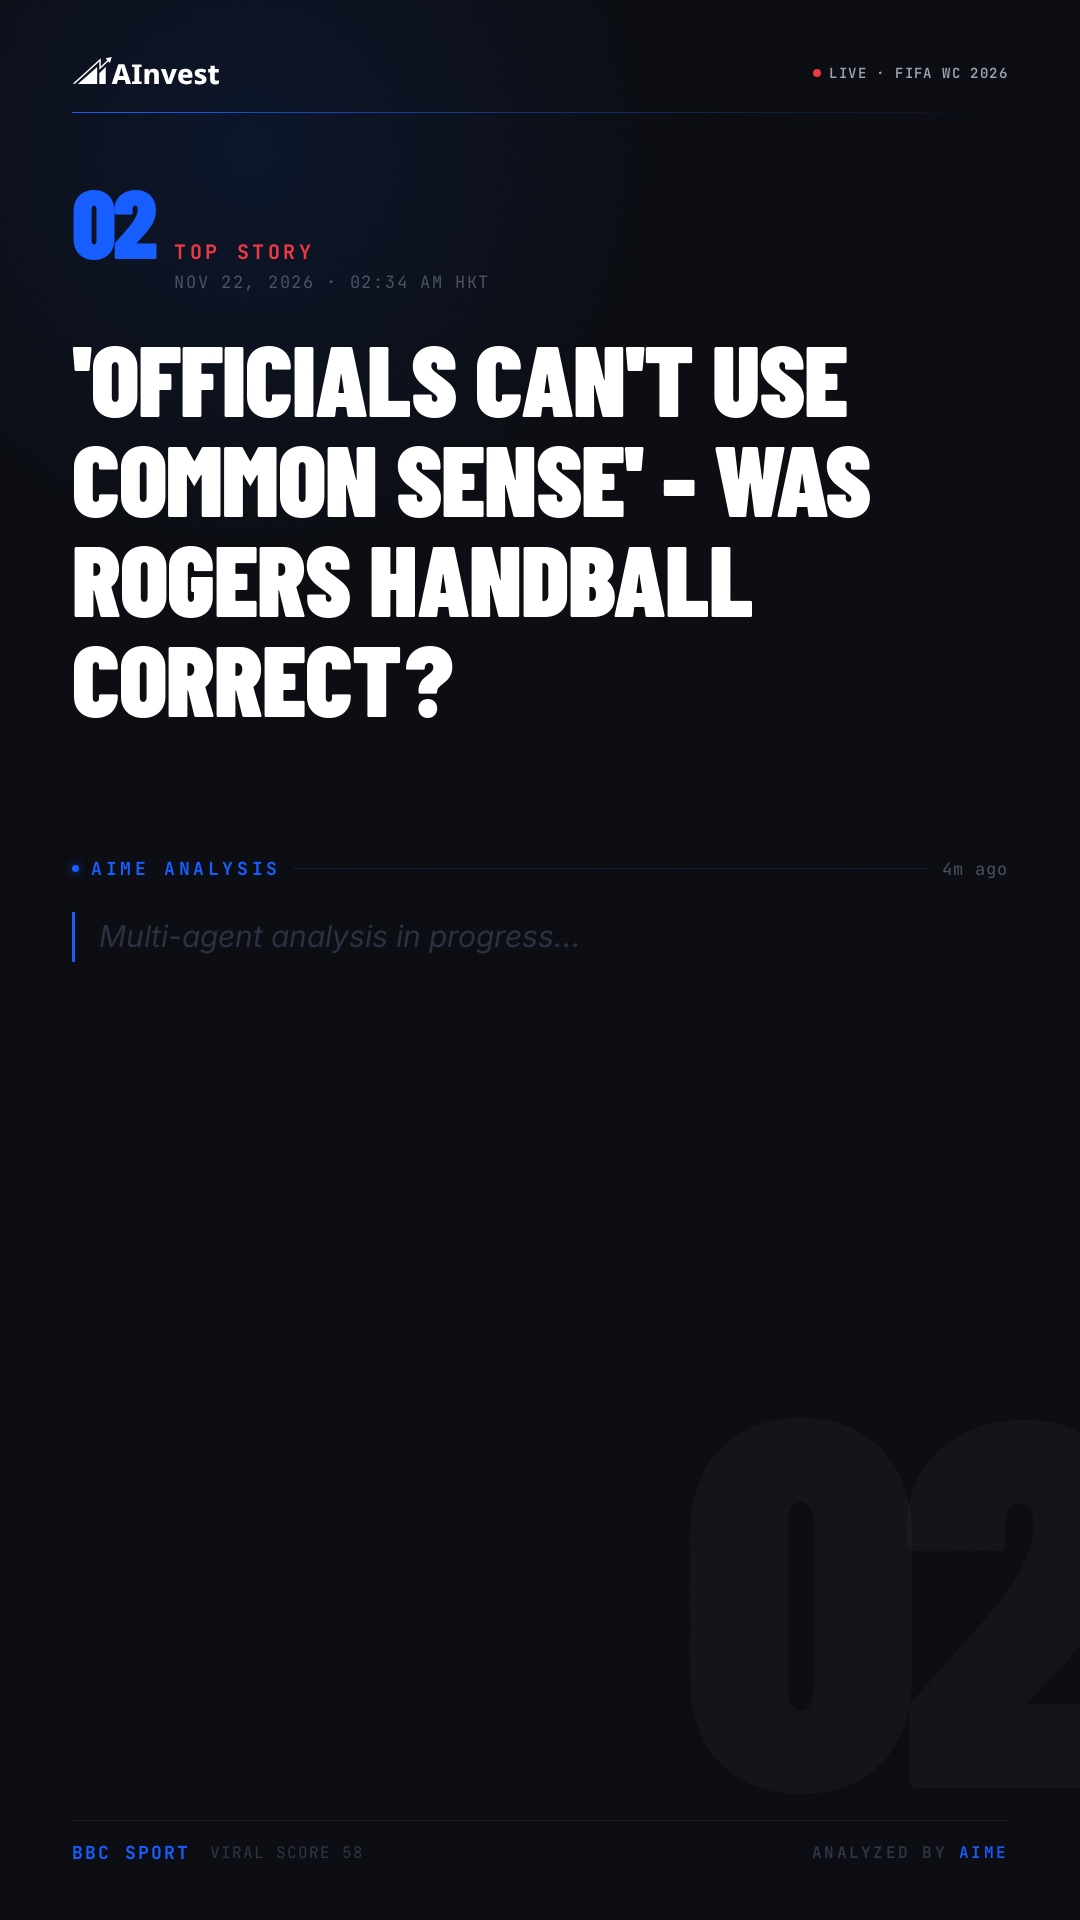 AInvest
LIVE · FIFA WC 2026
02
TOP STORY
NOV 22, 2026 · 02:34 AM HKT
'OFFICIALS CAN'T USE
COMMON SENSE' - WAS
ROGERS HANDBALL
CORRECT?
AIME ANALYSIS
4m ago
Multi-agent analysis in progress...
02
BBC SPORT VIRAL SCORE 58
ANALYZED BY AIME